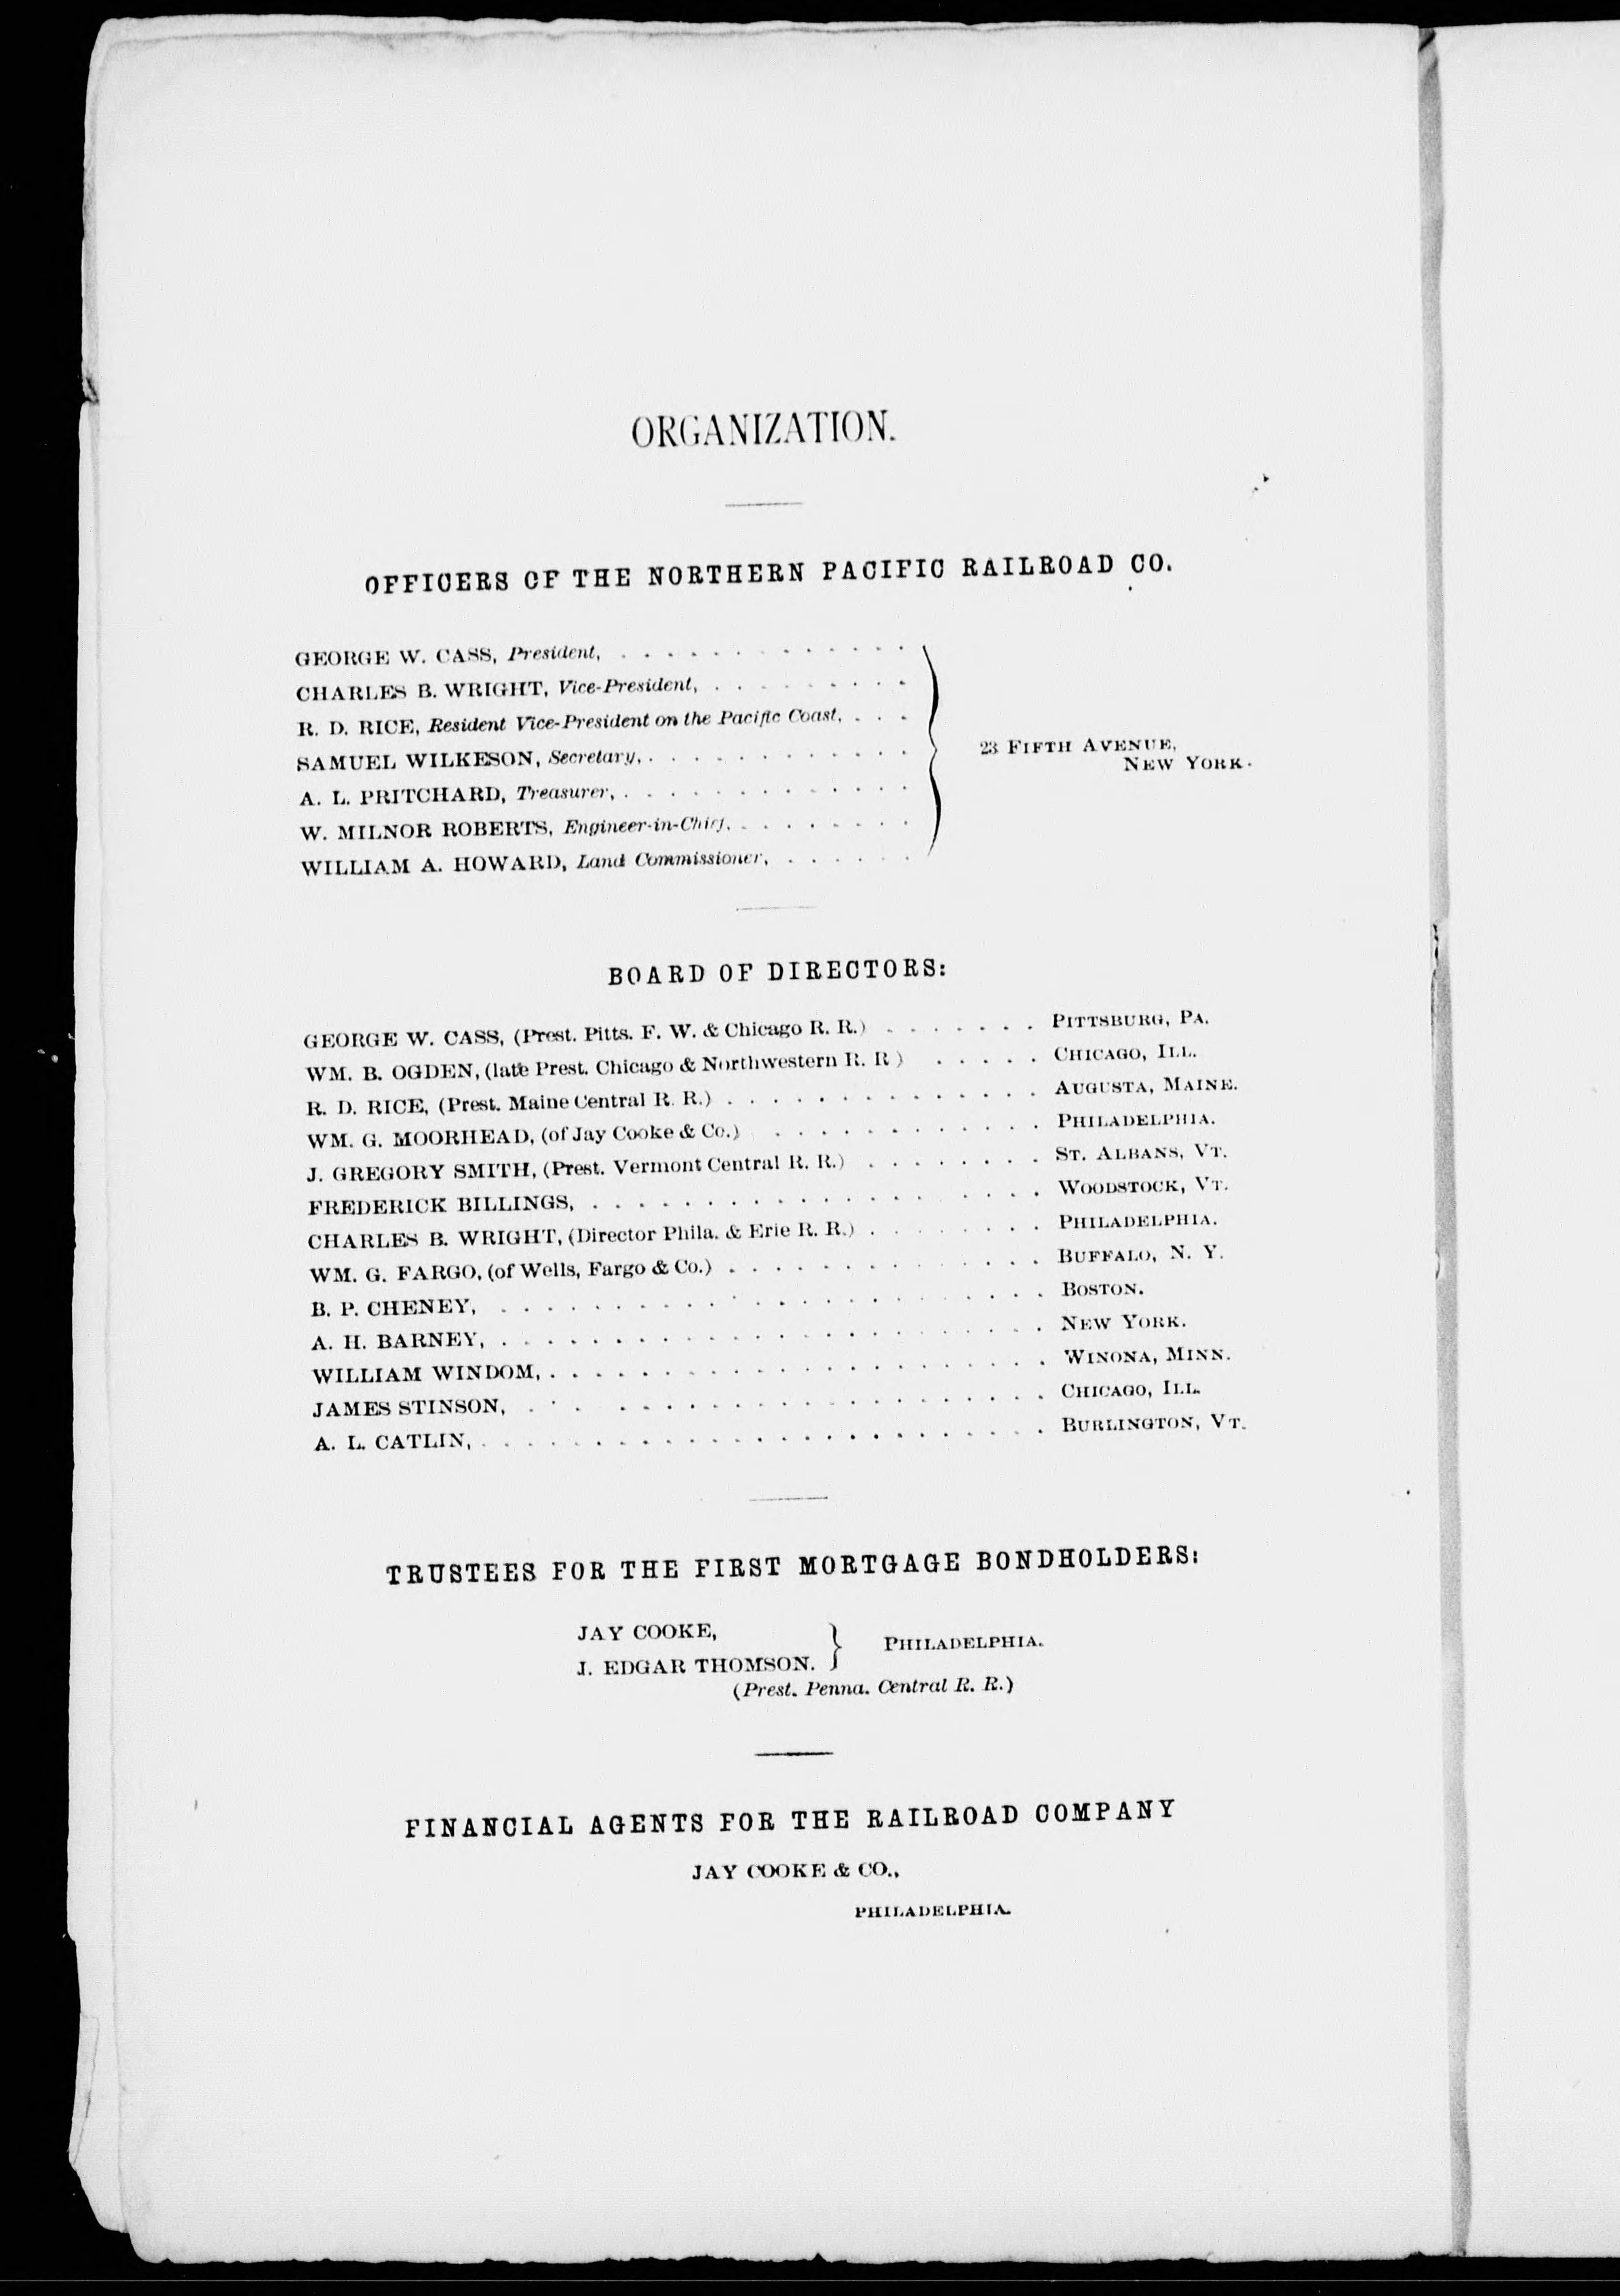 ORGANIZATION.
OFFICERS OF THE NORTHERN PACIFIC RAILROAD CO.
GEORGE W. CASS, President, . . . . . . . . . . . . .
CHARLES B. WRIGHT, Vice-President, . . . . . . . . .
R. D. RICE, Resident Vice-President on the Pacific Coast, . . .
SAMUEL WILKESON, Secretary, . . . . . . . . . . . .
23 FIFTH AVENUE,
NEW YORK.
A. L. PRITCHARD, Treasurer, . . . . . . . . . . . . .
W. MILNOR ROBERTS, Engineer-in-Chief, . . . . . . . .
WILLIAM A. HOWARD, Land Commissioner, . . . . . .
BOARD OF DIRECTORS:
GEORGE W. CASS, (Prest. Pitts. F. W. & Chicago R. R.) . . . . . . . PITTSBURG, PA.
WM. B. OGDEN, (late Prest. Chicago & Northwestern R. R ) . . . . . CHICAGO, ILL.
R. D. RICE, (Prest. Maine Central R. R.) . . . . . . . . . . . . . . AUGUSTA, MAINE.
WM. G. MOORHEAD, (of Jay Cooke & Co.) . . . . . . . . . . . . PHILADELPHIA.
J. GREGORY SMITH, (Prest. Vermont Central R. R.) . . . . . . . . ST. ALBANS, VT.
FREDERICK BILLINGS, . . . . . . . . . . . . . . . . . . . . WOODSTOCK, VT.
CHARLES B. WRIGHT, (Director Phila. & Erie R. R.) . . . . . . . . PHILADELPHIA.
WM. G. FARGO, (of Wells, Fargo & Co.) . . . . . . . . . . . . . . BUFFALO, N. Y.
B. P. CHENEY, . . . . . . . . . . . . . . . . . . . . . . . . BOSTON.
A. H. BARNEY, . . . . . . . . . . . . . . . . . . . . . . . . NEW YORK.
WILLIAM WINDOM, . . . . . . . . . . . . . . . . . . . . . . WINONA, MINN.
JAMES STINSON, . . . . . . . . . . . . . . . . . . . . . . CHICAGO, ILL.
A. L. CATLIN, . . . . . . . . . . . . . . . . . . . . . . . . . BURLINGTON, VT.
TRUSTEES FOR THE FIRST MORTGAGE BONDHOLDERS:
JAY COOKE,
PHILADELPHIA.
J. EDGAR THOMSON.
(Prest. Penna. Central R. R.)
FINANCIAL AGENTS FOR THE RAILROAD COMPANY
JAY COOKE & CO.,
PHILADELPHIA.